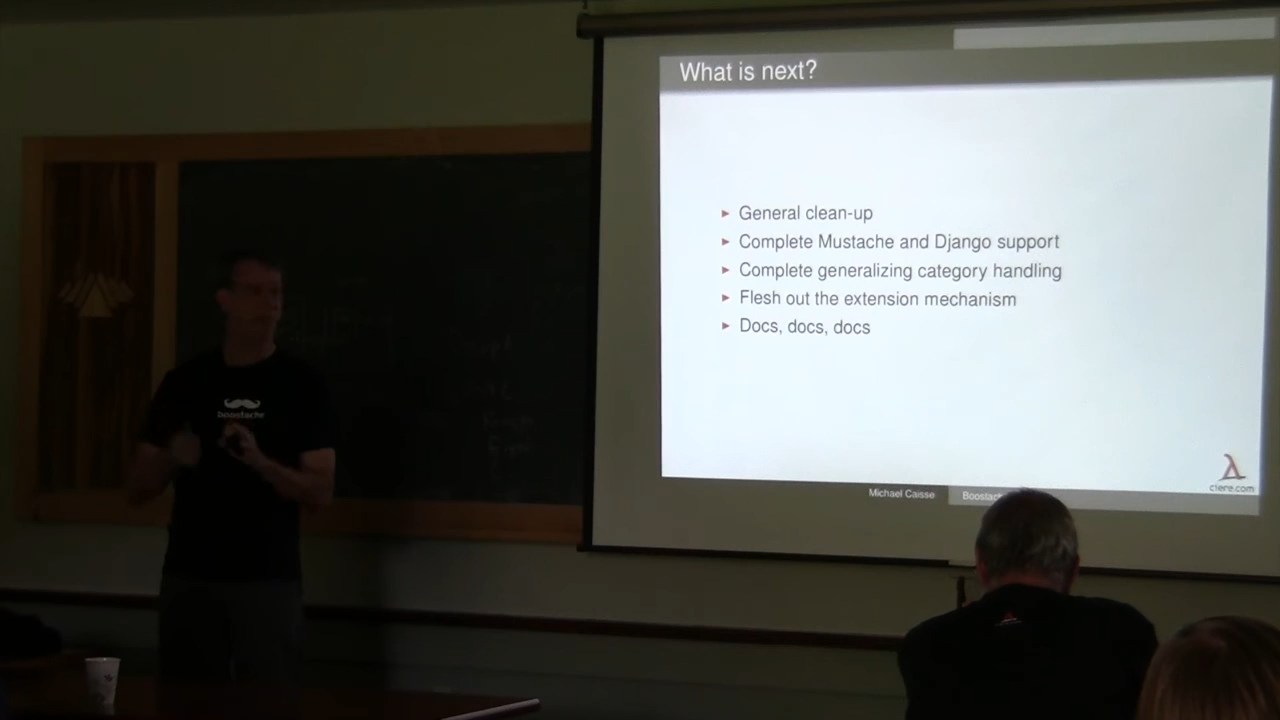 What is next?
► General clean-up
► Complete Mustache and Django support
► Complete generalizing category handling
► Flesh out the extension mechanism
► Docs, docs, docs
ciere.com
Michael Caisse
boostache